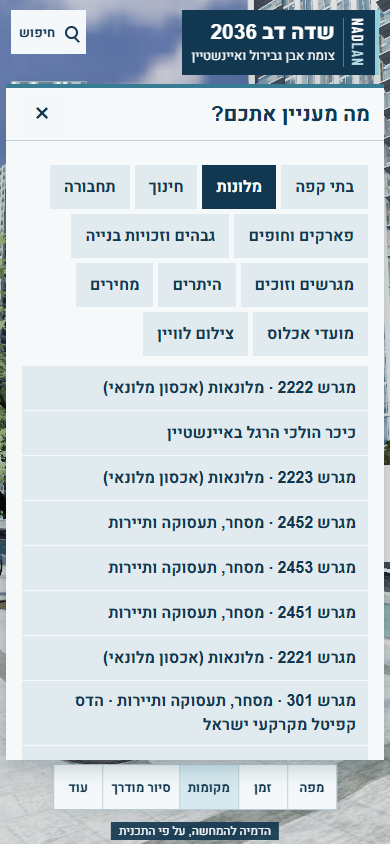 NADLAN
שדה דב 2036
צומת אבן גבירול ואיינשטיין
חיפוש
מה מעניין אתכם?
×
בתי קפה
מלונות
חינוך
תחבורה
פארקים וחופים
גבהים וזכויות בנייה
מגרשים וזוכים
היתרים
מחירים
מועדי אכלוס
צילום לוויין
מגרש 2222 · מלונאות (אכסון מלונאי)
כיכר הולכי הרגל באיינשטיין
מגרש 2223 · מלונאות (אכסון מלונאי)
מגרש 2452 · מסחר, תעסוקה ותיירות
מגרש 2453 · מסחר, תעסוקה ותיירות
מגרש 2451 · מסחר, תעסוקה ותיירות
מגרש 2221 · מלונאות (אכסון מלונאי)
מגרש 301 · מסחר, תעסוקה ותיירות · הדס
קפיטל מקרקעי ישראל
מפה
זמן
מקומות
סיור מודרך
עוד
הדמיה להמחשה, על פי התכנית